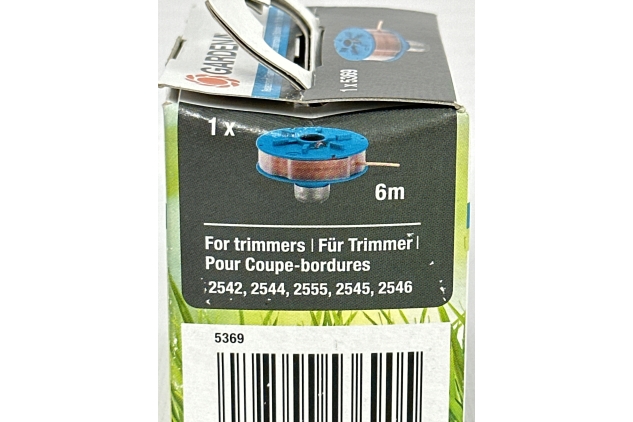 GARDENA
1 x 5369
1 x
6m
For trimmers | Für Trimmer |
Pour Coupe-bordures
2542, 2544, 2555, 2545, 2546
5369